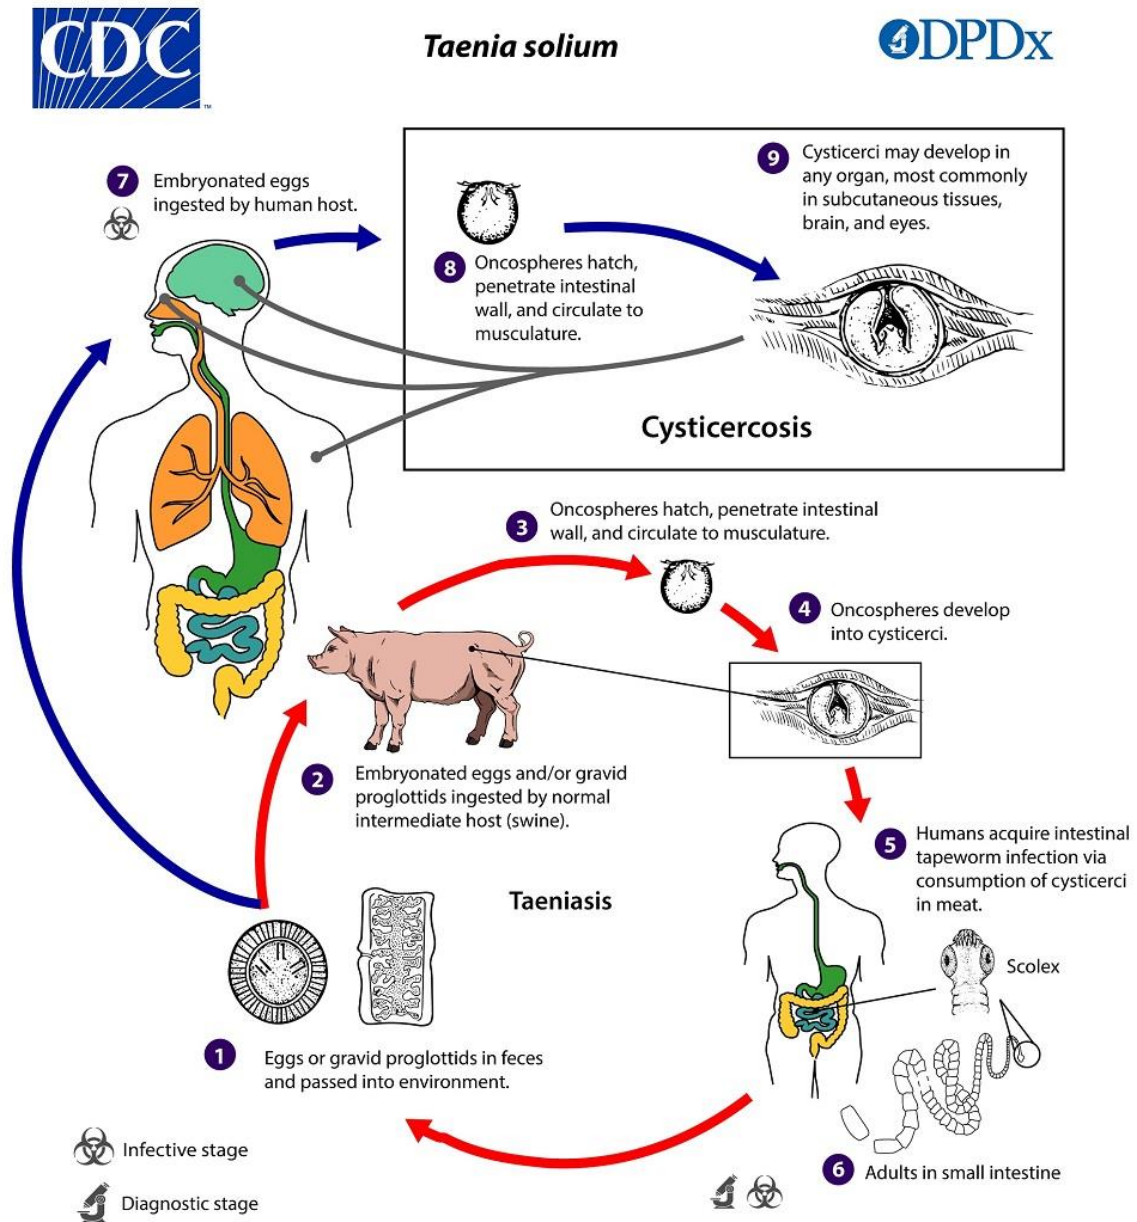 CDC
TM
Taenia solium
DPDx
7
Embryonated eggs
ingested by human host.
8
Oncospheres hatch,
penetrate intestinal
wall, and circulate to
musculature.
9
Cysticerci may develop in
any organ, most commonly
in subcutaneous tissues,
brain, and eyes.
Cysticercosis
3
Oncospheres hatch, penetrate intestinal
wall, and circulate to musculature.
4
Oncospheres develop
into cysticerci.
2
Embryonated eggs and/or gravid
proglottids ingested by normal
intermediate host (swine).
5
Humans acquire intestinal
tapeworm infection via
consumption of cysticerci
in meat.
Taeniasis
Scolex
1
Eggs or gravid proglottids in feces
and passed into environment.
6
Adults in small intestine
Infective stage
Diagnostic stage